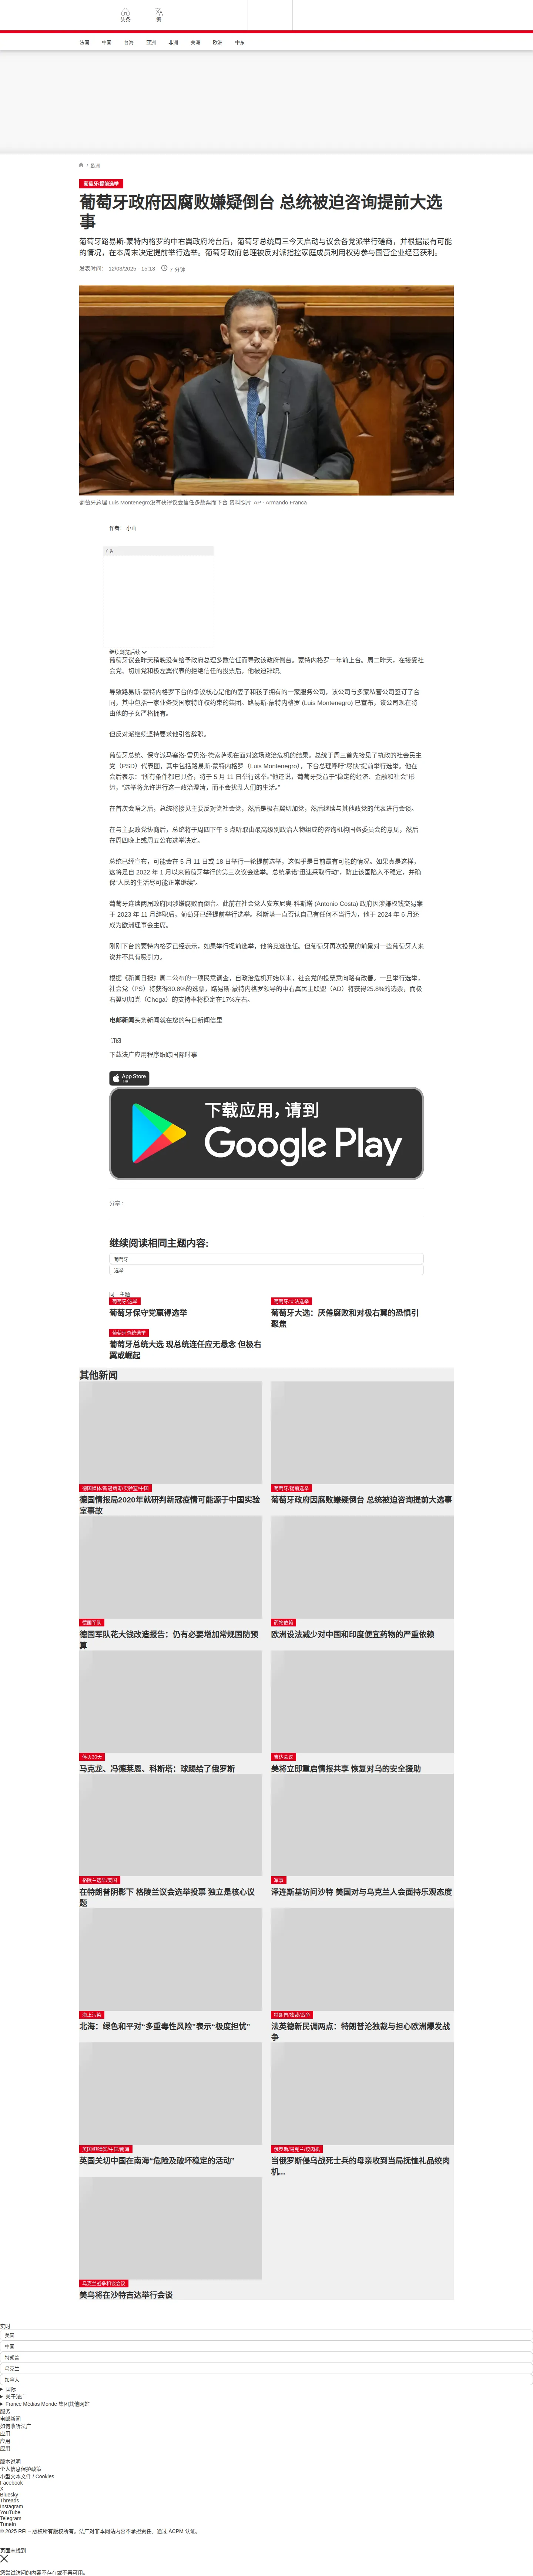 头条
繁
法国
中国
台海
亚洲
非洲
美洲
欧洲
中东
/ 欧洲
葡萄牙/提前选举
葡萄牙政府因腐败嫌疑倒台 总统被迫咨询提前大选
事
葡萄牙路易斯·蒙特内格罗的中右翼政府垮台后，葡萄牙总统周三今天启动与议会各党派举行磋商，并根据最有可能
的情况，在本周末决定提前举行选举。葡萄牙政府总理被反对派指控家庭成员利用权势参与国营企业经营获利。
发表时间： 12/03/2025 - 15:13
7 分钟
葡萄牙总理 Luis Montenegro没有获得议会信任多数票而下台 资料照片 AP - Armando Franca
作者： 小山
广告
继续浏览后续
葡萄牙议会昨天稍晚没有给予政府总理多数信任而导致该政府倒台。蒙特内格罗一年前上台。周二昨天，在接受社
会党、切加党和极左翼代表的拒绝信任的投票后，他被迫辞职。
导致路易斯·蒙特内格罗下台的争议核心是他的妻子和孩子拥有的一家服务公司，该公司与多家私营公司签订了合
同，其中包括一家业务受国家特许权约束的集团。路易斯·蒙特内格罗 (Luis Montenegro) 已宣布，该公司现在将
由他的子女严格拥有。
但反对派继续坚持要求他引咎辞职。
葡萄牙总统、保守派马塞洛·雷贝洛·德索萨现在面对这场政治危机的结果。总统于周三首先接见了执政的社会民主
党（PSD）代表团，其中包括路易斯·蒙特内格罗（Luis Montenegro），下台总理呼吁“尽快”提前举行选举。他在
会后表示：“所有条件都已具备，将于 5 月 11 日举行选举。”他还说，葡萄牙受益于“稳定的经济、金融和社会”形
势，“选举将允许进行这一政治澄清，而不会扰乱人们的生活。”
在首次会晤之后，总统将接见主要反对党社会党，然后是极右翼切加党，然后继续与其他政党的代表进行会谈。
在与主要政党协商后，总统将于周四下午 3 点听取由最高级别政治人物组成的咨询机构国务委员会的意见，然后
在周四晚上或周五公布选举决定。
总统已经宣布，可能会在 5 月 11 日或 18 日举行一轮提前选举，这似乎是目前最有可能的情况。如果真是这样，
这将是自 2022 年 1 月以来葡萄牙举行的第三次议会选举。总统承诺“迅速采取行动”，防止该国陷入不稳定，并确
保“人民的生活尽可能正常继续”。
葡萄牙连续两届政府因涉嫌腐败而倒台。此前在社会党人安东尼奥·科斯塔 (Antonio Costa) 政府因涉嫌权钱交易案
于 2023 年 11 月辞职后，葡萄牙已经提前举行选举。科斯塔一直否认自己有任何不当行为，他于 2024 年 6 月还
成为欧洲理事会主席。
刚刚下台的蒙特内格罗已经表示，如果举行提前选举，他将竟选连任。但葡萄牙再次投票的前景对一些葡萄牙人来
说并不具有吸引力。
根据《新闻日报》周二公布的一项民意调查，自政治危机开始以来，社会党的投票意向略有改善。一旦举行选举，
社会党（PS）将获得30.8%的选票，路易斯·蒙特内格罗领导的中右翼民主联盟（AD）将获得25.8%的选票，而极
右翼切加党（Chega）的支持率将稳定在17%左右。
电邮新闻头条新闻就在您的每日新闻信里
订阅
下载法广应用程序跟踪国际时事
App Store
下载
下载应用，请到
Google Play
分享 :
继续阅读相同主题内容:
葡萄牙
选举
同一主题
葡萄牙/选举
葡萄牙保守党赢得选举
葡萄牙/立法选举
葡萄牙大选：厌倦腐败和对极右翼的恐惧引
聚焦
葡萄牙总统选举
葡萄牙总统大选 现总统连任应无悬念 但极右
翼或崛起
其他新闻
德国媒体/新冠病毒/实验室/中国
德国情报局2020年就研判新冠疫情可能源于中国实验
室事故
葡萄牙/提前选举
葡萄牙政府因腐败嫌疑倒台 总统被迫咨询提前大选事
德国军队
德国军队花大钱改造报告：仍有必要增加常规国防预
算
药物依赖
欧洲设法减少对中国和印度便宜药物的严重依赖
停火30天
马克龙、冯德莱恩、科斯塔：球踢给了俄罗斯
吉达会议
美将立即重启情报共享 恢复对乌的安全援助
格陵兰选举/美国
在特朗普阴影下 格陵兰议会选举投票 独立是核心议
题
军事
泽连斯基访问沙特 美国对与乌克兰人会面持乐观态度
海上污染
北海：绿色和平对“多重毒性风险”表示“极度担忧”
特朗普/独裁/战争
法英德新民调两点：特朗普沦独裁与担心欧洲爆发战
争
英国/菲律宾/中国/南海
英国关切中国在南海“危险及破坏稳定的活动”
俄罗斯/乌克兰/绞肉机
当俄罗斯侵乌战死士兵的母亲收到当局抚恤礼品绞肉
机...
乌克兰战争和谈会议
美乌将在沙特吉达举行会谈
实时
美国
中国
特朗普
乌克兰
加拿大
国际
关于法广
France Médias Monde 集团其他网站
服务
电邮新闻
如何收听法广
应用
应用
应用
版本说明
个人信息保护政策
小型文本文件 / Cookies
Facebook
X
Bluesky
Threads
Instagram
YouTube
Telegram
TuneIn
© 2025 RFI – 版权所有版权所有。法广对非本网站内容不承担责任。通过 ACPM 认证。
页面未找到
您尝试访问的内容不存在或不再可用。